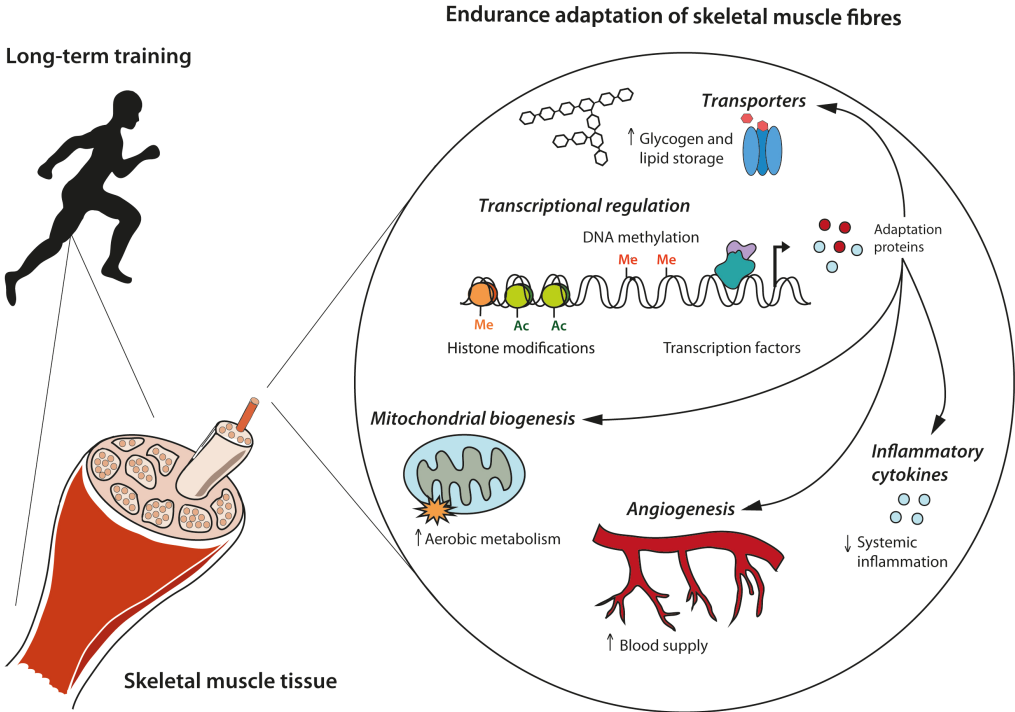 Endurance adaptation of skeletal muscle fibres
Long-term training
Transporters
↑ Glycogen and
lipid storage
Transcriptional regulation
DNA methylation
Me Me
Adaptation
proteins
Me Ac Ac
Histone modifications
Transcription factors
Mitochondrial biogenesis
↑ Aerobic metabolism
Inflammatory
cytokines
Angiogenesis
↓ Systemic
inflammation
↑ Blood supply
Skeletal muscle tissue